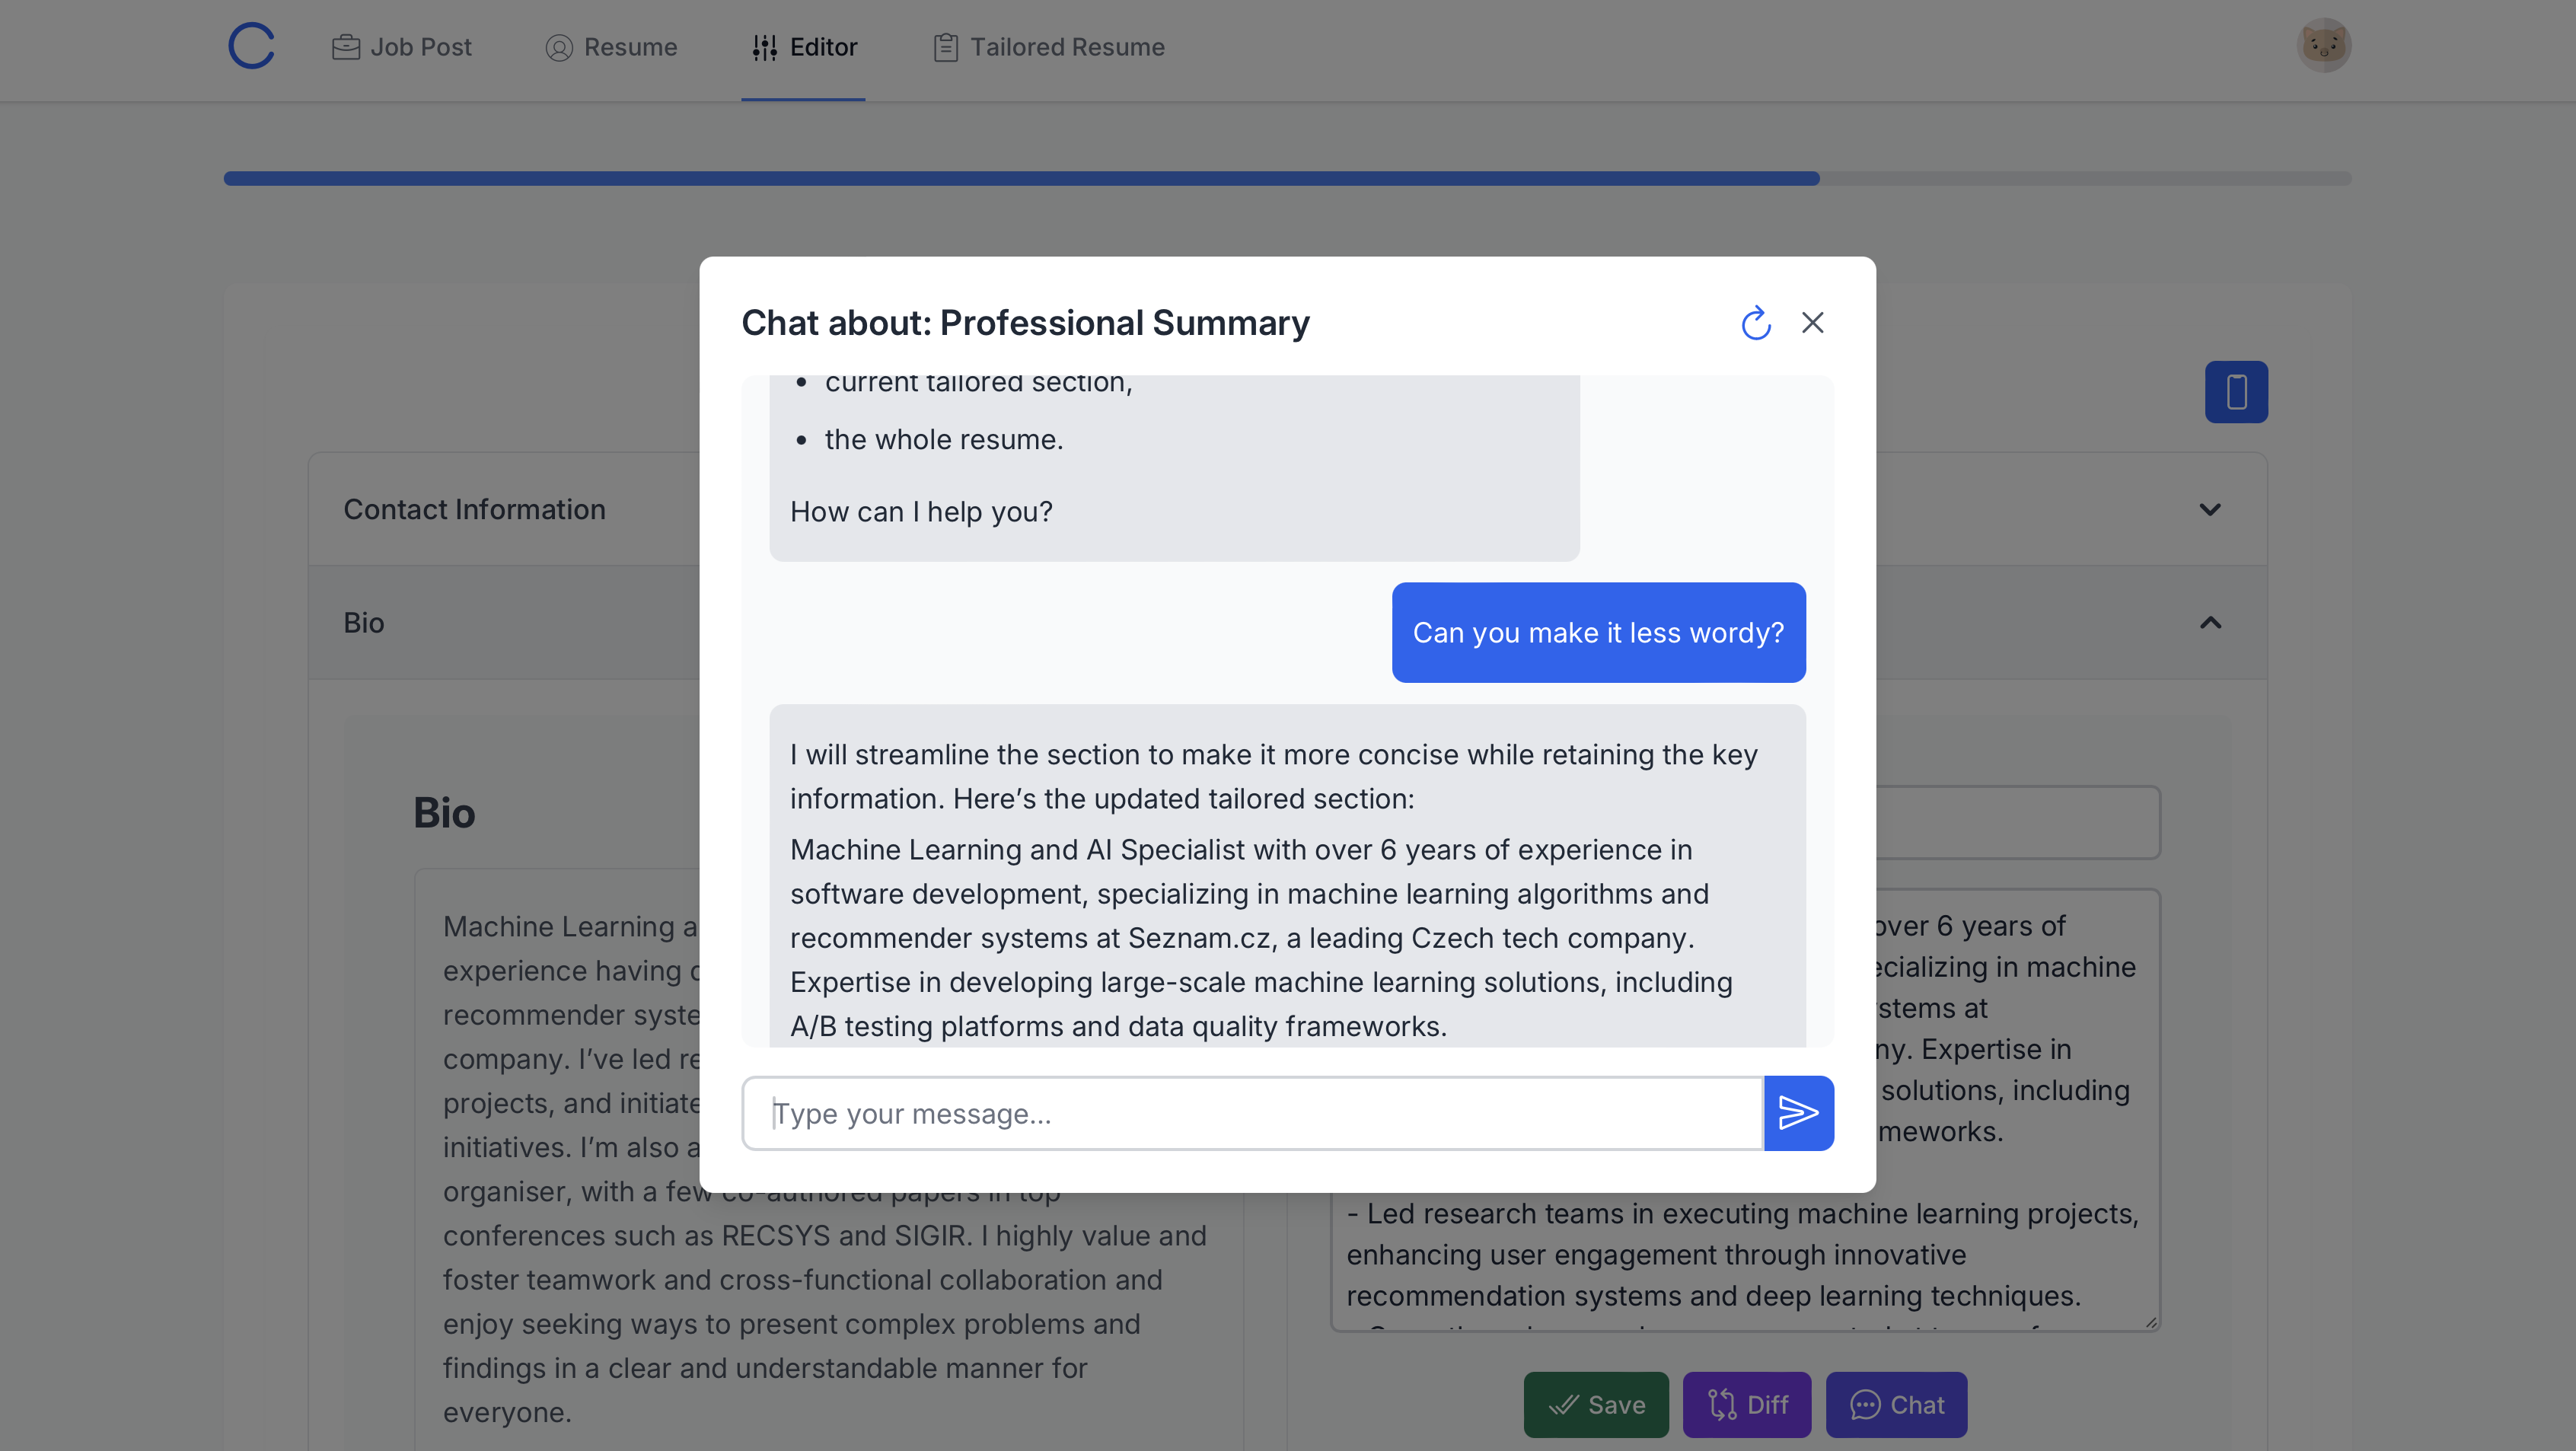 Job Post
Resume
Editor
Tailored Resume
Chat about: Professional Summary
current tailored section,
the whole resume.
How can I help you?
Can you make it less wordy?
I will streamline the section to make it more concise while retaining the key
information. Here’s the updated tailored section:
Machine Learning and AI Specialist with over 6 years of experience in
software development, specializing in machine learning algorithms and
recommender systems at Seznam.cz, a leading Czech tech company.
Expertise in developing large-scale machine learning solutions, including
A/B testing platforms and data quality frameworks.
Type your message...
Contact Information
Bio
Bio
Machine Learning a
experience having
recommender syste
company. I’ve led re
projects, and initiate
initiatives. I’m also a
organiser, with a few co-authored papers in top
conferences such as RECSYS and SIGIR. I highly value and
foster teamwork and cross-functional collaboration and
enjoy seeking ways to present complex problems and
findings in a clear and understandable manner for
everyone.
over 6 years of
ecializing in machine
stems at
ny. Expertise in
solutions, including
meworks.
- Led research teams in executing machine learning projects,
enhancing user engagement through innovative
recommendation systems and deep learning techniques.
Save
Diff
Chat